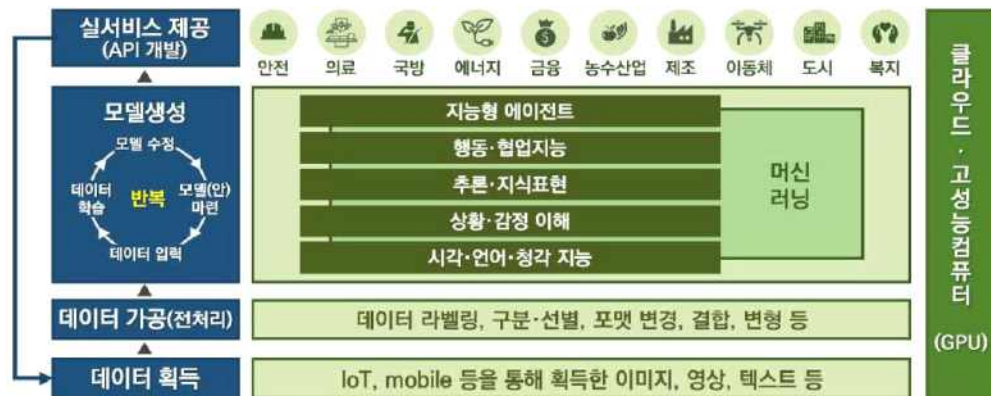 실서비스 제공
(API 개발)
안전 의료 국방 에너지 금융 농수산업 제조 이동체 도시 복지
모델생성
모델 수정
데이터
학습
반복
모델(안)
마련
데이터 입력
지능형 에이전트
행동·협업지능
추론·지식표현
상황·감정 이해
시각·언어·청각 지능
머신
러닝
데이터 가공(전처리)
데이터 라벨링, 구분·선별, 포맷 변경, 결합, 변형 등
데이터 획득
IoT, mobile 등을 통해 획득한 이미지, 영상, 텍스트 등
클라우드·고성능컴퓨터
(GPU)